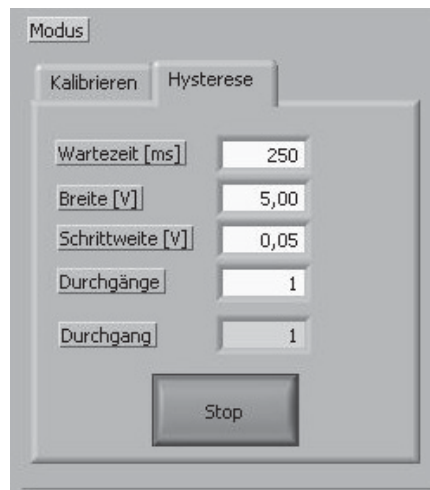 Modus
Kalibrieren Hysterese
Wartezeit [ms] 250
Breite [V] 5,00
Schrittweite [V] 0,05
Durchgänge 1
Durchgang 1
Stop